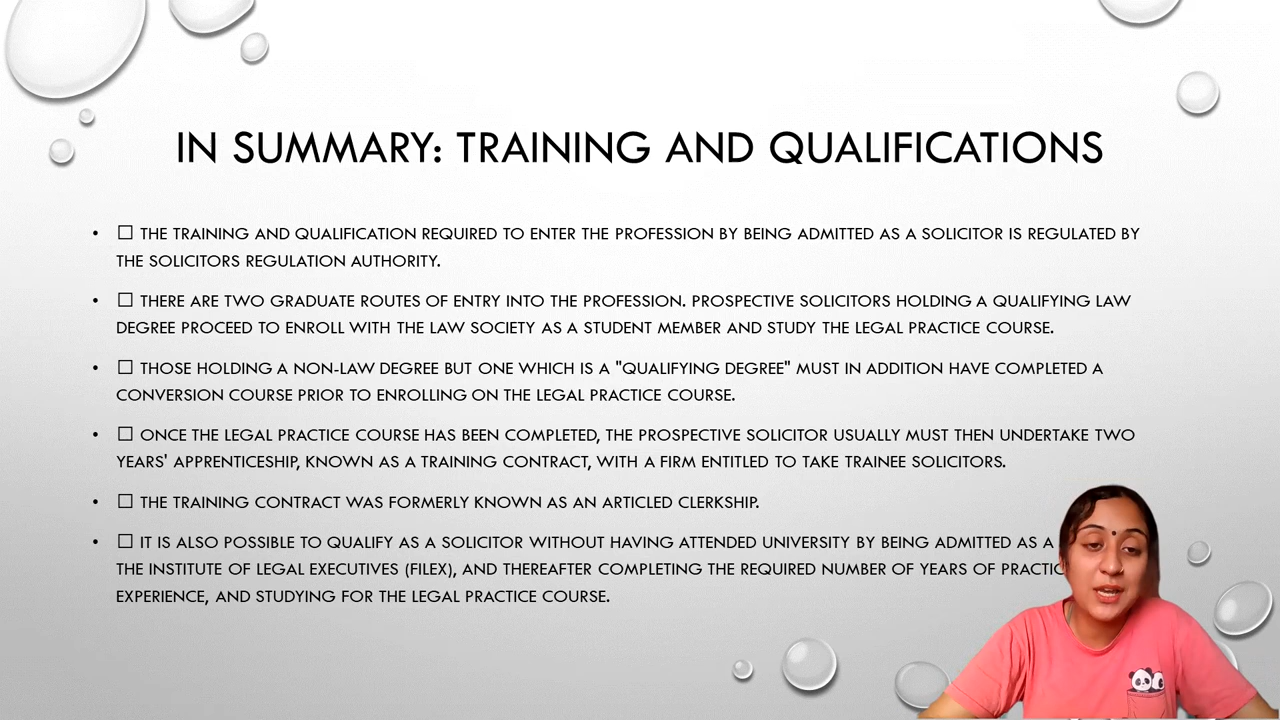 IN SUMMARY: TRAINING AND QUALIFICATIONS
• ☐ THE TRAINING AND QUALIFICATION REQUIRED TO ENTER THE PROFESSION BY BEING ADMITTED AS A SOLICITOR IS REGULATED BY
THE SOLICITORS REGULATION AUTHORITY.
• ☐ THERE ARE TWO GRADUATE ROUTES OF ENTRY INTO THE PROFESSION. PROSPECTIVE SOLICITORS HOLDING A QUALIFYING LAW
DEGREE PROCEED TO ENROLL WITH THE LAW SOCIETY AS A STUDENT MEMBER AND STUDY THE LEGAL PRACTICE COURSE.
• ☐ THOSE HOLDING A NON-LAW DEGREE BUT ONE WHICH IS A "QUALIFYING DEGREE" MUST IN ADDITION HAVE COMPLETED A
CONVERSION COURSE PRIOR TO ENROLLING ON THE LEGAL PRACTICE COURSE.
• ☐ ONCE THE LEGAL PRACTICE COURSE HAS BEEN COMPLETED, THE PROSPECTIVE SOLICITOR USUALLY MUST THEN UNDERTAKE TWO
YEARS' APPRENTICESHIP, KNOWN AS A TRAINING CONTRACT, WITH A FIRM ENTITLED TO TAKE TRAINEE SOLICITORS.
• ☐ THE TRAINING CONTRACT WAS FORMERLY KNOWN AS AN ARTICLED CLERKSHIP.
• ☐ IT IS ALSO POSSIBLE TO QUALIFY AS A SOLICITOR WITHOUT HAVING ATTENDED UNIVERSITY BY BEING ADMITTED AS A
THE INSTITUTE OF LEGAL EXECUTIVES (FILEX), AND THEREAFTER COMPLETING THE REQUIRED NUMBER OF YEARS OF
EXPERIENCE, AND STUDYING FOR THE LEGAL PRACTICE COURSE.